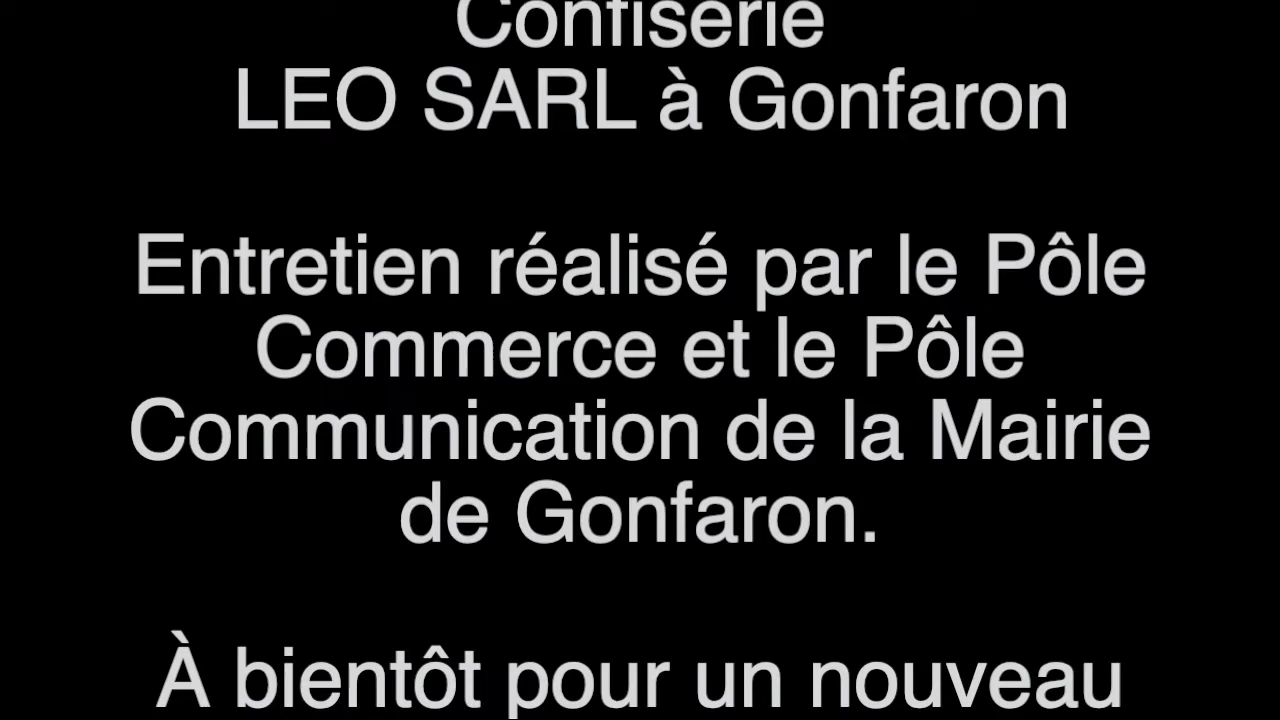 Confiserie
LEO SARL à Gonfaron
Entretien réalisé par le Pôle
Commerce et le Pôle
Communication de la Mairie
de Gonfaron.
À bientôt pour un nouveau